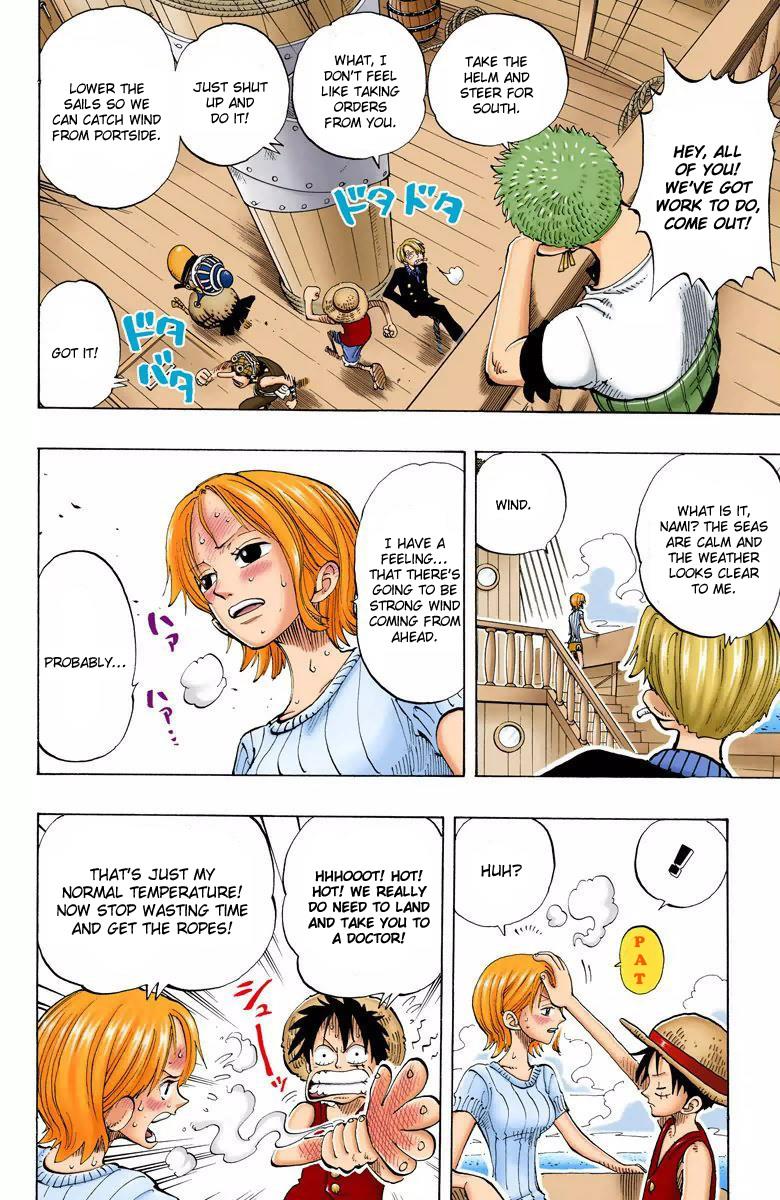 HEY, ALL
OF YOU!
WE'VE GOT
WORK TO DO,
COME OUT!
TAKE THE
HELM AND
STEER FOR
SOUTH.
WHAT, I
DON'T FEEL
LIKE TAKING
ORDERS
FROM YOU.
JUST SHUT
UP AND
DO IT!
LOWER THE
SAILS SO WE
CAN CATCH WIND
FROM PORTSIDE.
ドタドタ
ドタ
バタ
GOT IT!
WHAT IS IT,
NAMI? THE SEAS
ARE CALM AND
THE WEATHER
LOOKS CLEAR
TO ME.
WIND.
I HAVE A
FEELING...
THAT THERE'S
GOING TO BE
STRONG WIND
COMING FROM
AHEAD.
PROBABLY...
ハァ
ハァ…
!
HUH?
PAT
HHHOOOT! HOT!
HOT! WE REALLY
DO NEED TO LAND
AND TAKE YOU TO
A DOCTOR!
ジューー
THAT'S JUST MY
NORMAL TEMPERATURE!
NOW STOP WASTING TIME
AND GET THE ROPES!